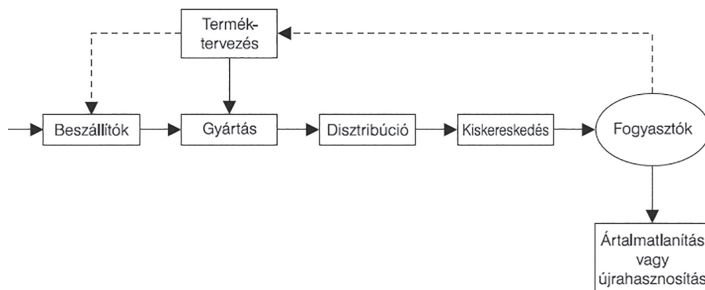 Termék-
tervezés
Beszállítók
Gyártás
Disztribúció
Kiskereskedés
Fogyasztók
Ártalmatlanítás
vagy
újrahasznosítás